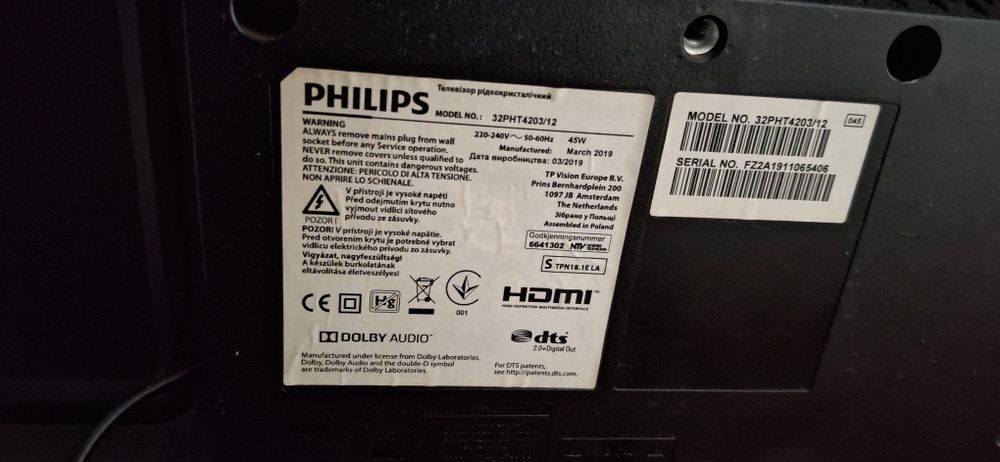 Телевізор рідкокристалічний
PHILIPS
MODEL NO.: 32PHT4203/12
220-240V~50-60Hz 45W
Manufactured: March 2019
Дата виробництва: 03/2019
WARNING
ALWAYS remove mains plug from wall
socket before any Service operation.
NEVER remove covers unless qualified to
do so. This unit contains dangerous voltages.
ATTENZIONE: PERICOLO DI ALTA TENSIONE.
NON APRIRE LO SCHIENALE.
V přístroji je vysoké napětí
Před odejmutím krytu nutno
vyjmout vidlici síťového
přívodu ze zásuvky.
POZOR!
POZOR! V prístroji je vysoké napätie.
Pred otvorením krytu je potrebné vybrat
vidlicu elektrického prívodu zo zásuvky.
Vigyázat, nagyfeszültség!
A készülek burkolatának
eltávolítása életveszélyes!
TP Vision Europe B.V.
Prins Bernhardplein 200
1097 JB Amsterdam
The Netherlands
Зібрано у Польщі
Assembled in Poland
Godkjenningsnummer
6641302 NTV
S TPN18.1E LA
CE Hg 001
HDMI™
HIGH-DEFINITION MULTIMEDIA INTERFACE
DOLBY AUDIO™
dts
2.0+Digital Out
Manufactured under license from Dolby Laboratories.
Dolby, Dolby Audio and the double-D symbol
are trademarks of Dolby Laboratories.
For DTS patents,
see http://patents.dts.com.
MODEL NO. 32PHT4203/12
045
SERIAL NO. FZ2A1911065406